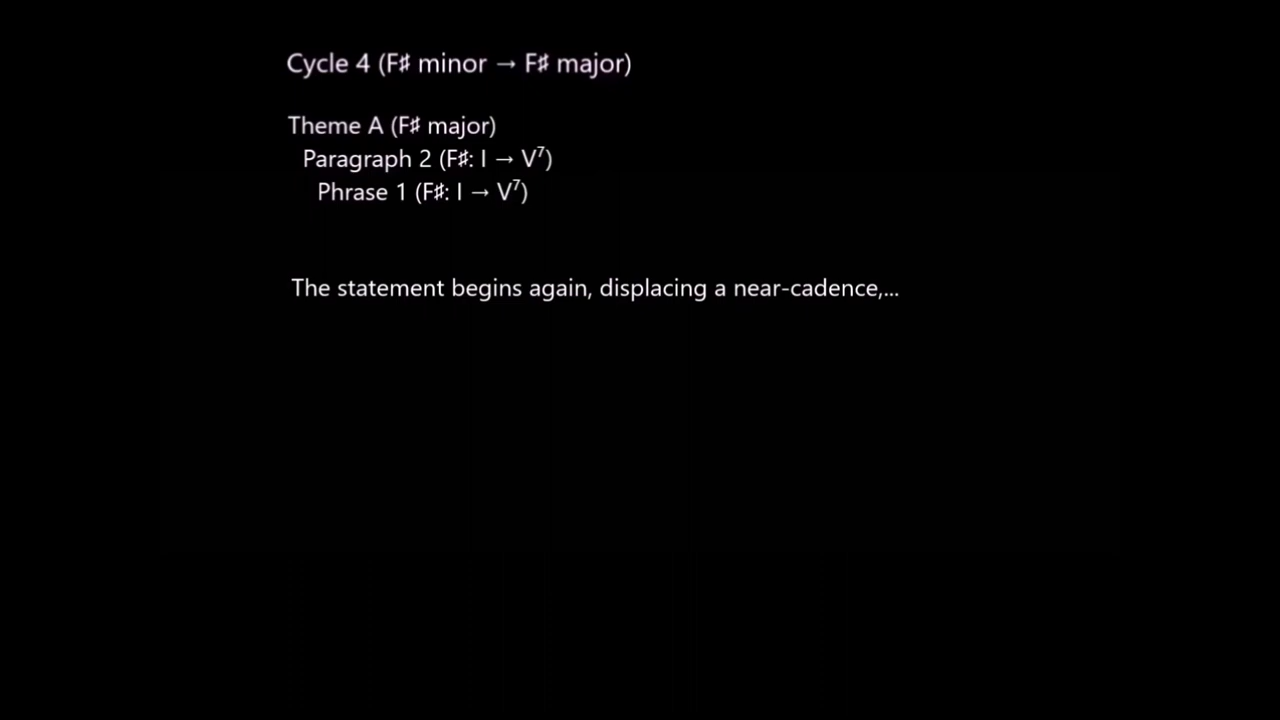 Cycle 4 (F♯ minor → F♯ major)
Theme A (F♯ major)
Paragraph 2 (F♯: I → V⁷)
Phrase 1 (F♯: I → V⁷)
The statement begins again, displacing a near-cadence,...